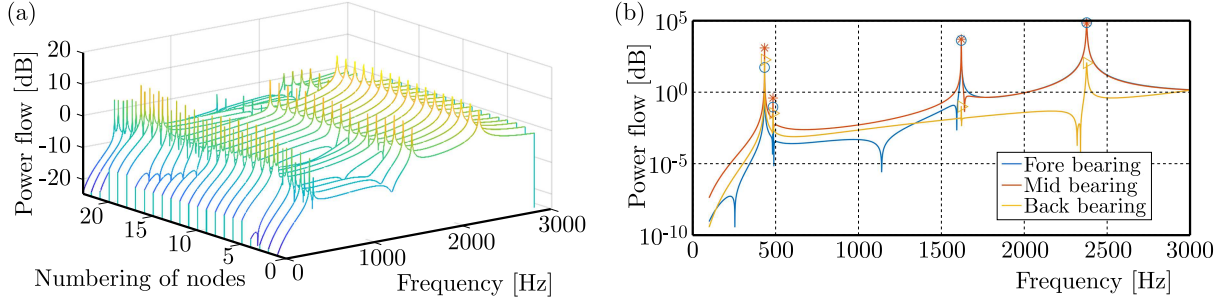 (a)
Power flow [dB]
20
10
0
-10
-20
20
15
10
5
0
Numbering of nodes
0
1000
2000
3000
Frequency [Hz]
(b)
Power flow
10^5
10^0
10^-5
10^-10
0
500
1000
1500
2000
2500
3000
Frequency [Hz]
Fore bearing
Mid bearing
Back bearing